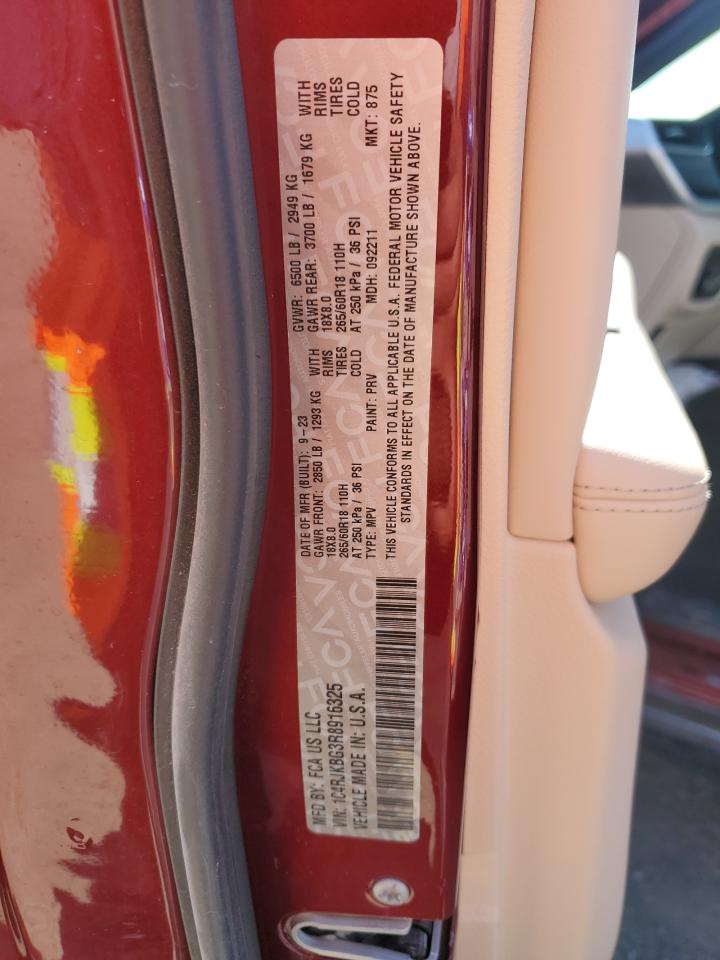 MFD BY: FCA US LLC
VIN: 1C4RJKBG3R8916325
VEHICLE MADE IN: U.S.A.
DATE OF MFR (BUILT): 9-23 GVWR: 6500 LB / 2949 KG
GAWR FRONT: 2850 LB / 1293 KG WITH GAWR REAR: 3700 LB / 1679 KG WITH
18X8.0 RIMS 18X8.0 RIMS
265/60R18 110H TIRES 265/60R18 110H TIRES
AT 250 kPa / 36 PSI COLD AT 250 kPa / 36 PSI COLD
TYPE: MPV PAINT: PRV MDH: 092211 MKT: 875
THIS VEHICLE CONFORMS TO ALL APPLICABLE U.S.A. FEDERAL MOTOR VEHICLE SAFETY
STANDARDS IN EFFECT ON THE DATE OF MANUFACTURE SHOWN ABOVE.